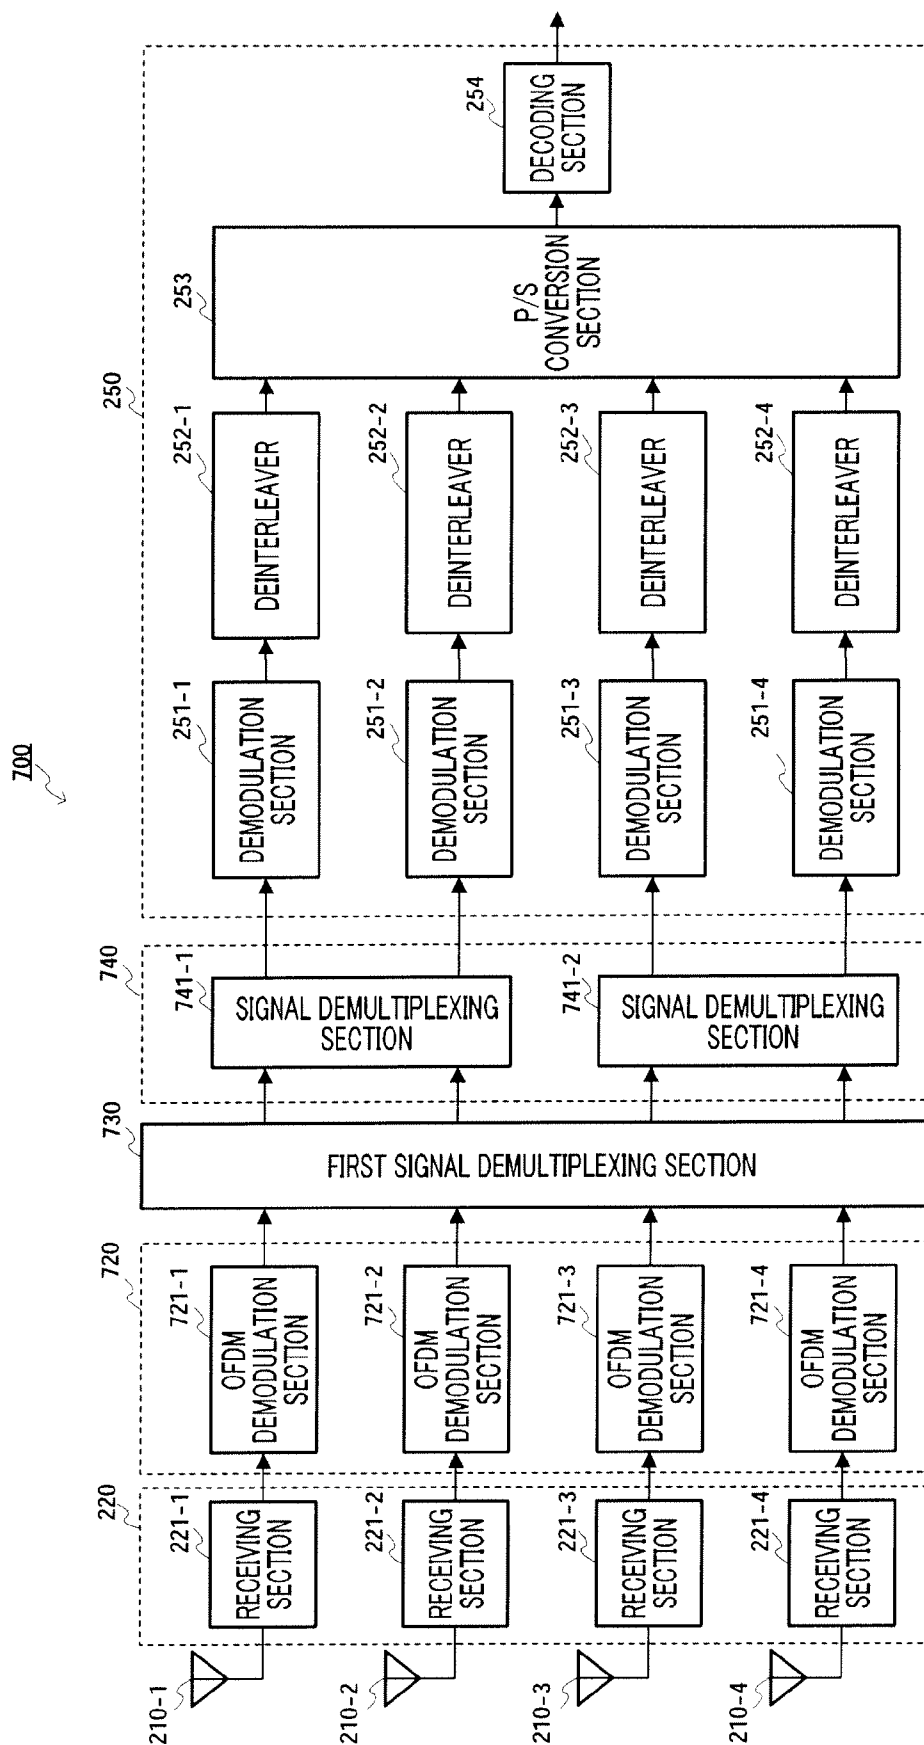 700
210-1
210-2
210-3
210-4
220
221-1
RECEIVING
SECTION
221-2
RECEIVING
SECTION
221-3
RECEIVING
SECTION
221-4
RECEIVING
SECTION
720
721-1
OFDM
DEMODULATION
SECTION
721-2
OFDM
DEMODULATION
SECTION
721-3
OFDM
DEMODULATION
SECTION
721-4
OFDM
DEMODULATION
SECTION
730
FIRST SIGNAL DEMULTIPLEXING SECTION
740
741-1
SIGNAL DEMULTIPLEXING
SECTION
741-2
SIGNAL DEMULTIPLEXING
SECTION
250
251-1
DEMODULATION
SECTION
251-2
DEMODULATION
SECTION
251-3
DEMODULATION
SECTION
251-4
DEMODULATION
SECTION
252-1
DEINTERLEAVER
252-2
DEINTERLEAVER
252-3
DEINTERLEAVER
252-4
DEINTERLEAVER
253
P/S
CONVERSION
SECTION
254
DECODING
SECTION